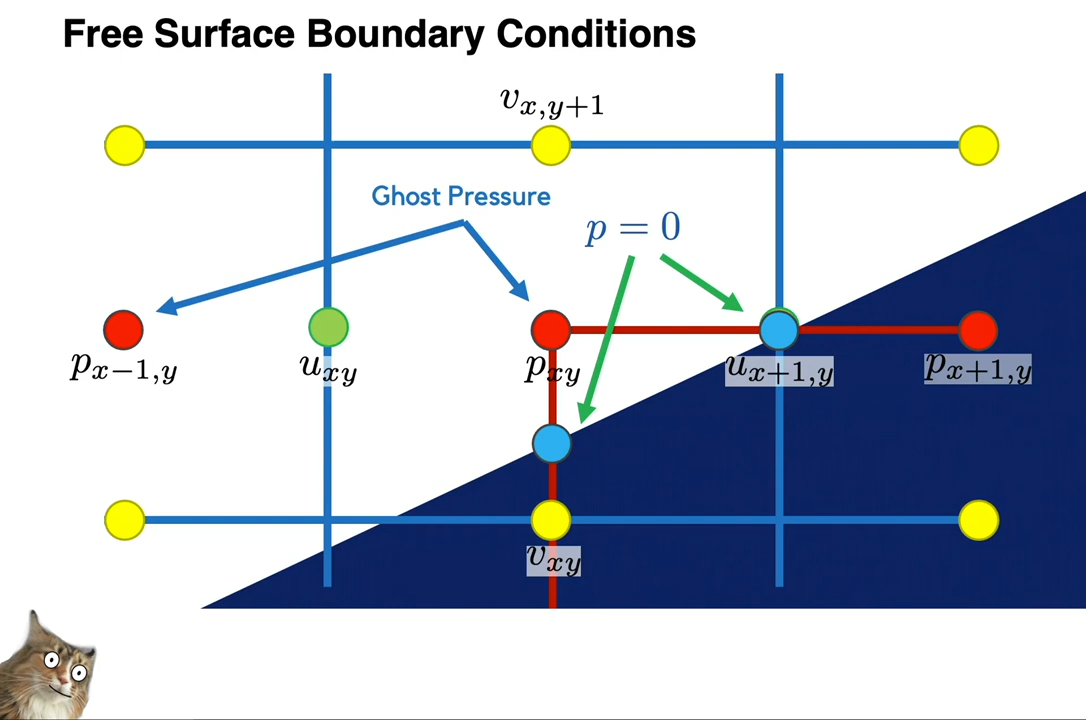 Free Surface Boundary Conditions
v_{x,y+1}
Ghost Pressure
p = 0
p_{x−1,y}
u_{xy}
p_{xy}
u_{x+1,y}
p_{x+1,y}
v_{xy}